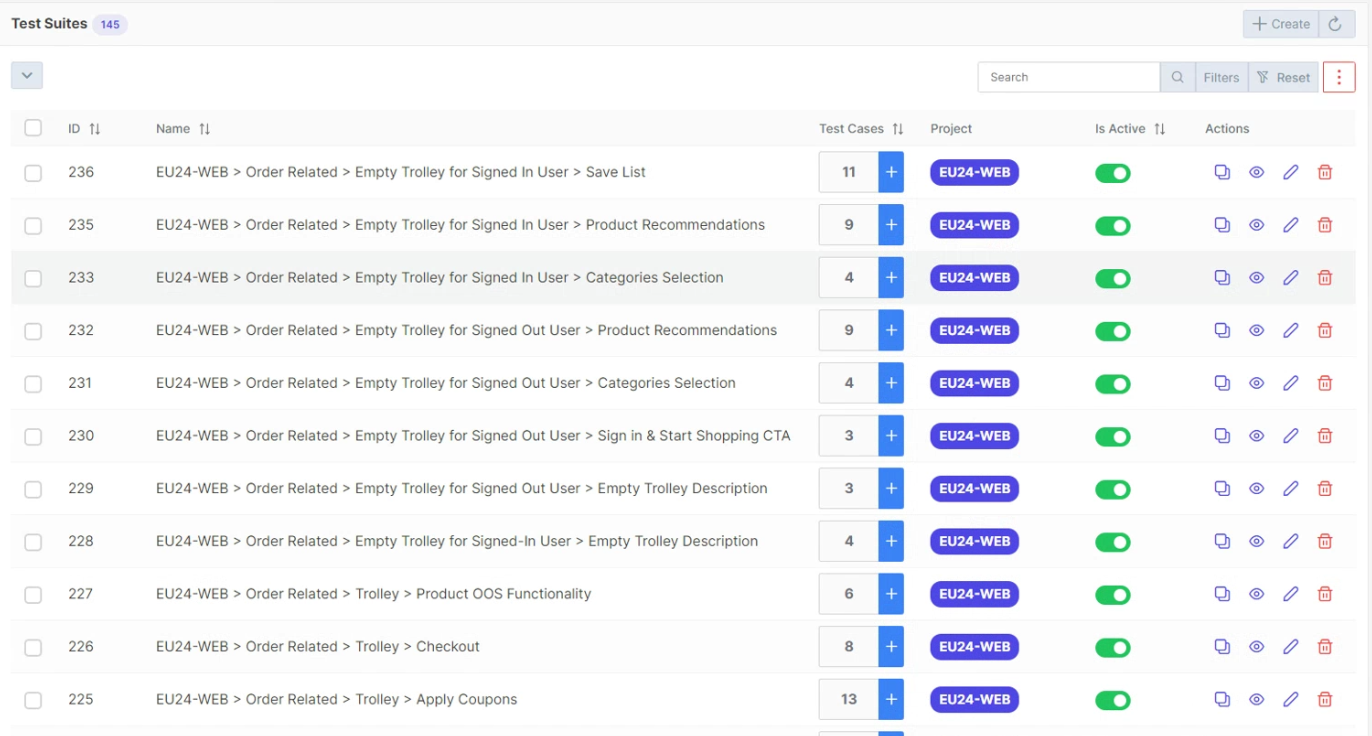 Test Suites 145
Create
Search Filters Reset
ID Name Test Cases Project Is Active Actions
236 EU24-WEB > Order Related > Empty Trolley for Signed In User > Save List 11 + EU24-WEB
235 EU24-WEB > Order Related > Empty Trolley for Signed In User > Product Recommendations 9 + EU24-WEB
233 EU24-WEB > Order Related > Empty Trolley for Signed In User > Categories Selection 4 + EU24-WEB
232 EU24-WEB > Order Related > Empty Trolley for Signed Out User > Product Recommendations 9 + EU24-WEB
231 EU24-WEB > Order Related > Empty Trolley for Signed Out User > Categories Selection 4 + EU24-WEB
230 EU24-WEB > Order Related > Empty Trolley for Signed Out User > Sign in & Start Shopping CTA 3 + EU24-WEB
229 EU24-WEB > Order Related > Empty Trolley for Signed Out User > Empty Trolley Description 3 + EU24-WEB
228 EU24-WEB > Order Related > Empty Trolley for Signed-In User > Empty Trolley Description 4 + EU24-WEB
227 EU24-WEB > Order Related > Trolley > Product OOS Functionality 6 + EU24-WEB
226 EU24-WEB > Order Related > Trolley > Checkout 8 + EU24-WEB
225 EU24-WEB > Order Related > Trolley > Apply Coupons 13 + EU24-WEB